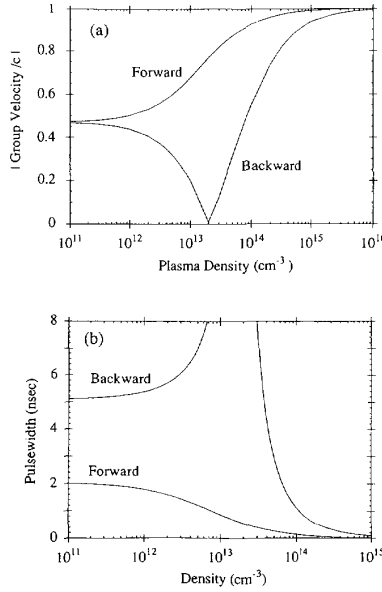 (a)
| Group Velocity /c |
1
0.8
0.6
0.4
0.2
0
Forward
Backward
10¹¹ 10¹² 10¹³ 10¹⁴ 10¹⁵ 10¹⁶
Plasma Density (cm⁻³ )
(b)
Pulsewidth (nsec)
8
6
4
2
0
Backward
Forward
10¹¹ 10¹² 10¹³ 10¹⁴ 10¹⁵
Density (cm⁻³)